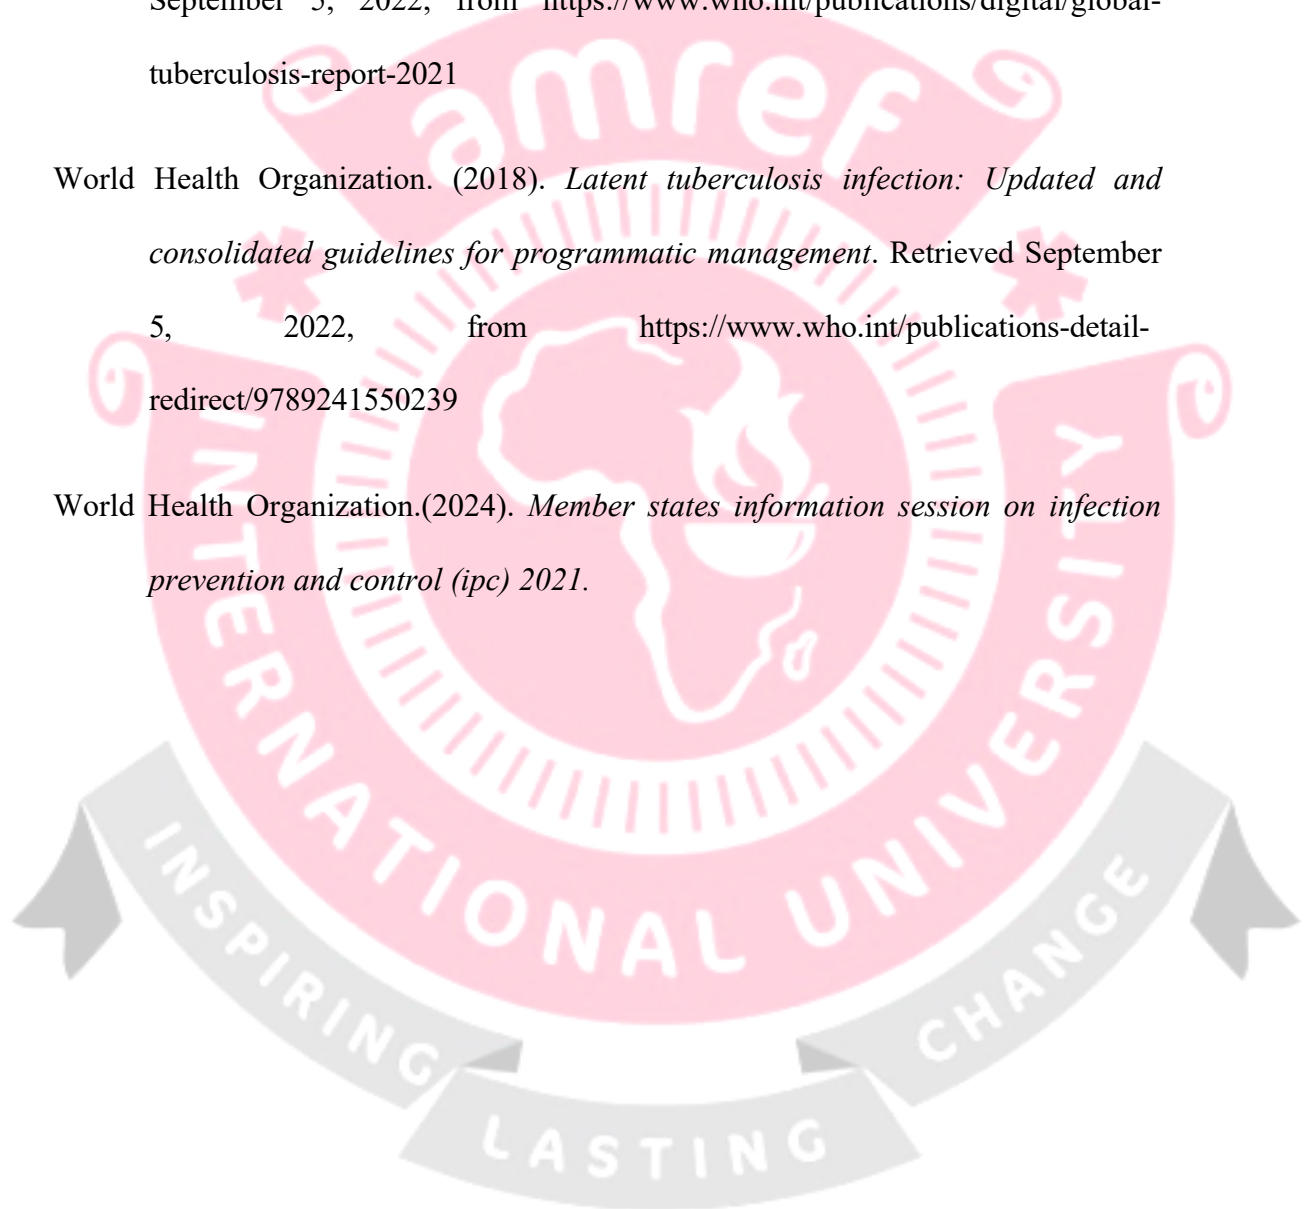 September 5, 2022, from https://www.who.int/publications/digital/global-
tuberculosis-report-2021
World Health Organization. (2018). Latent tuberculosis infection: Updated and
consolidated guidelines for programmatic management. Retrieved September
5, 2022, from https://www.who.int/publications-detail-
redirect/9789241550239
World Health Organization.(2024). Member states information session on infection
prevention and control (ipc) 2021.
amref
INTERNATIONAL UNIVERSITY
INSPIRING LASTING CHANGE